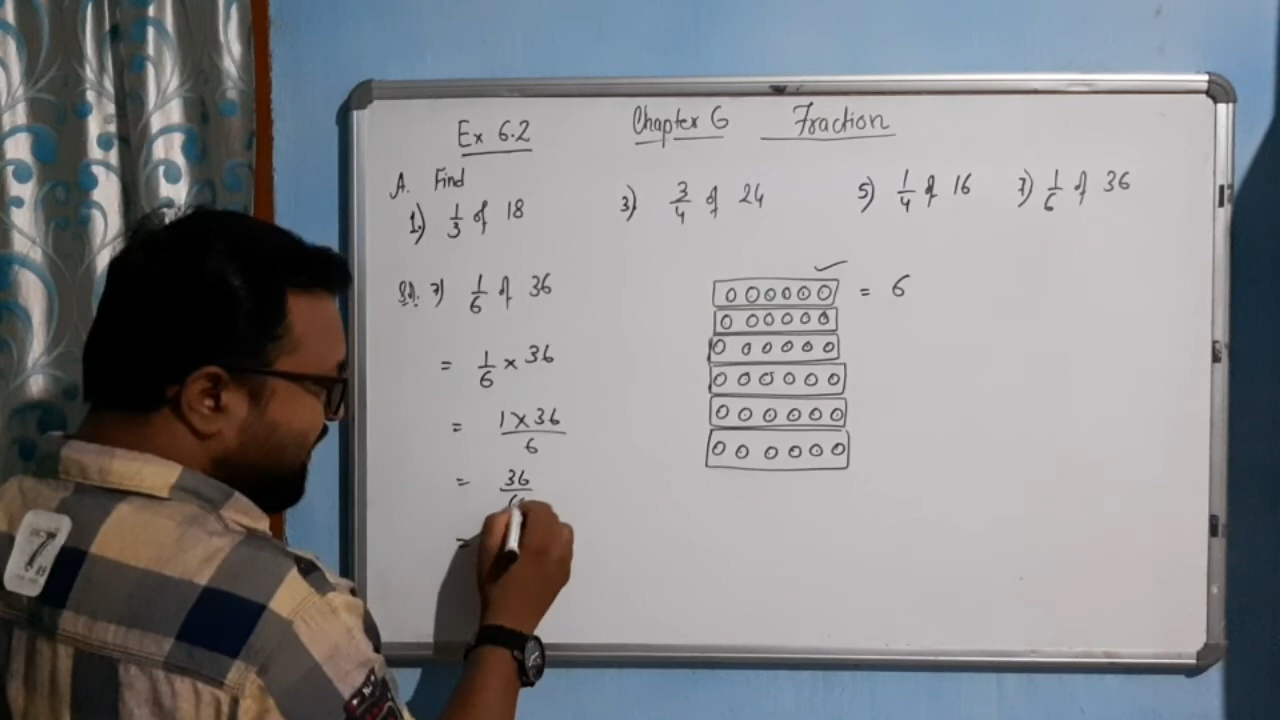 Ex 6.2
Chapter 6 Fraction
A. Find
1.) 1/3 of 18
3) 3/4 of 24
5) 1/4 of 16
7) 1/6 of 36
7) 1/6 of 36
= 1/6 × 36
= 1 × 36 / 6
= 36
=
= 6
7